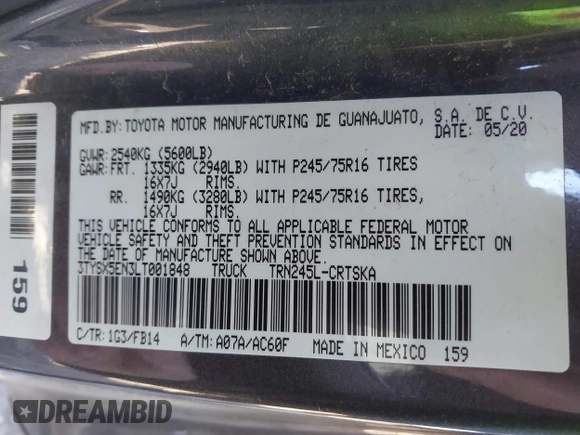 MFD.BY:TOYOTA MOTOR MANUFACTURING DE GUANAJUATO, S.A. DE C.V.
DATE: 05/20
GVWR:2540KG (5600LB)
GAWR:FRT. 1335KG (2940LB) WITH P245/75R16 TIRES
16X7J RIMS.
RR. 1490KG (3280LB) WITH P245/75R16 TIRES,
16X7J RIMS.
THIS VEHICLE CONFORMS TO ALL APPLICABLE FEDERAL MOTOR
VEHICLE SAFETY AND THEFT PREVENTION STANDARDS IN EFFECT ON
THE DATE OF MANUFACTURE SHOWN ABOVE.
3TYSX5EN3LT001848 TRUCK TRN245L-CRTSKA
C/TR:1G3/FB14 A/TM:A07A/AC60F MADE IN MEXICO 159
159
DREAMBID
DREAMBID